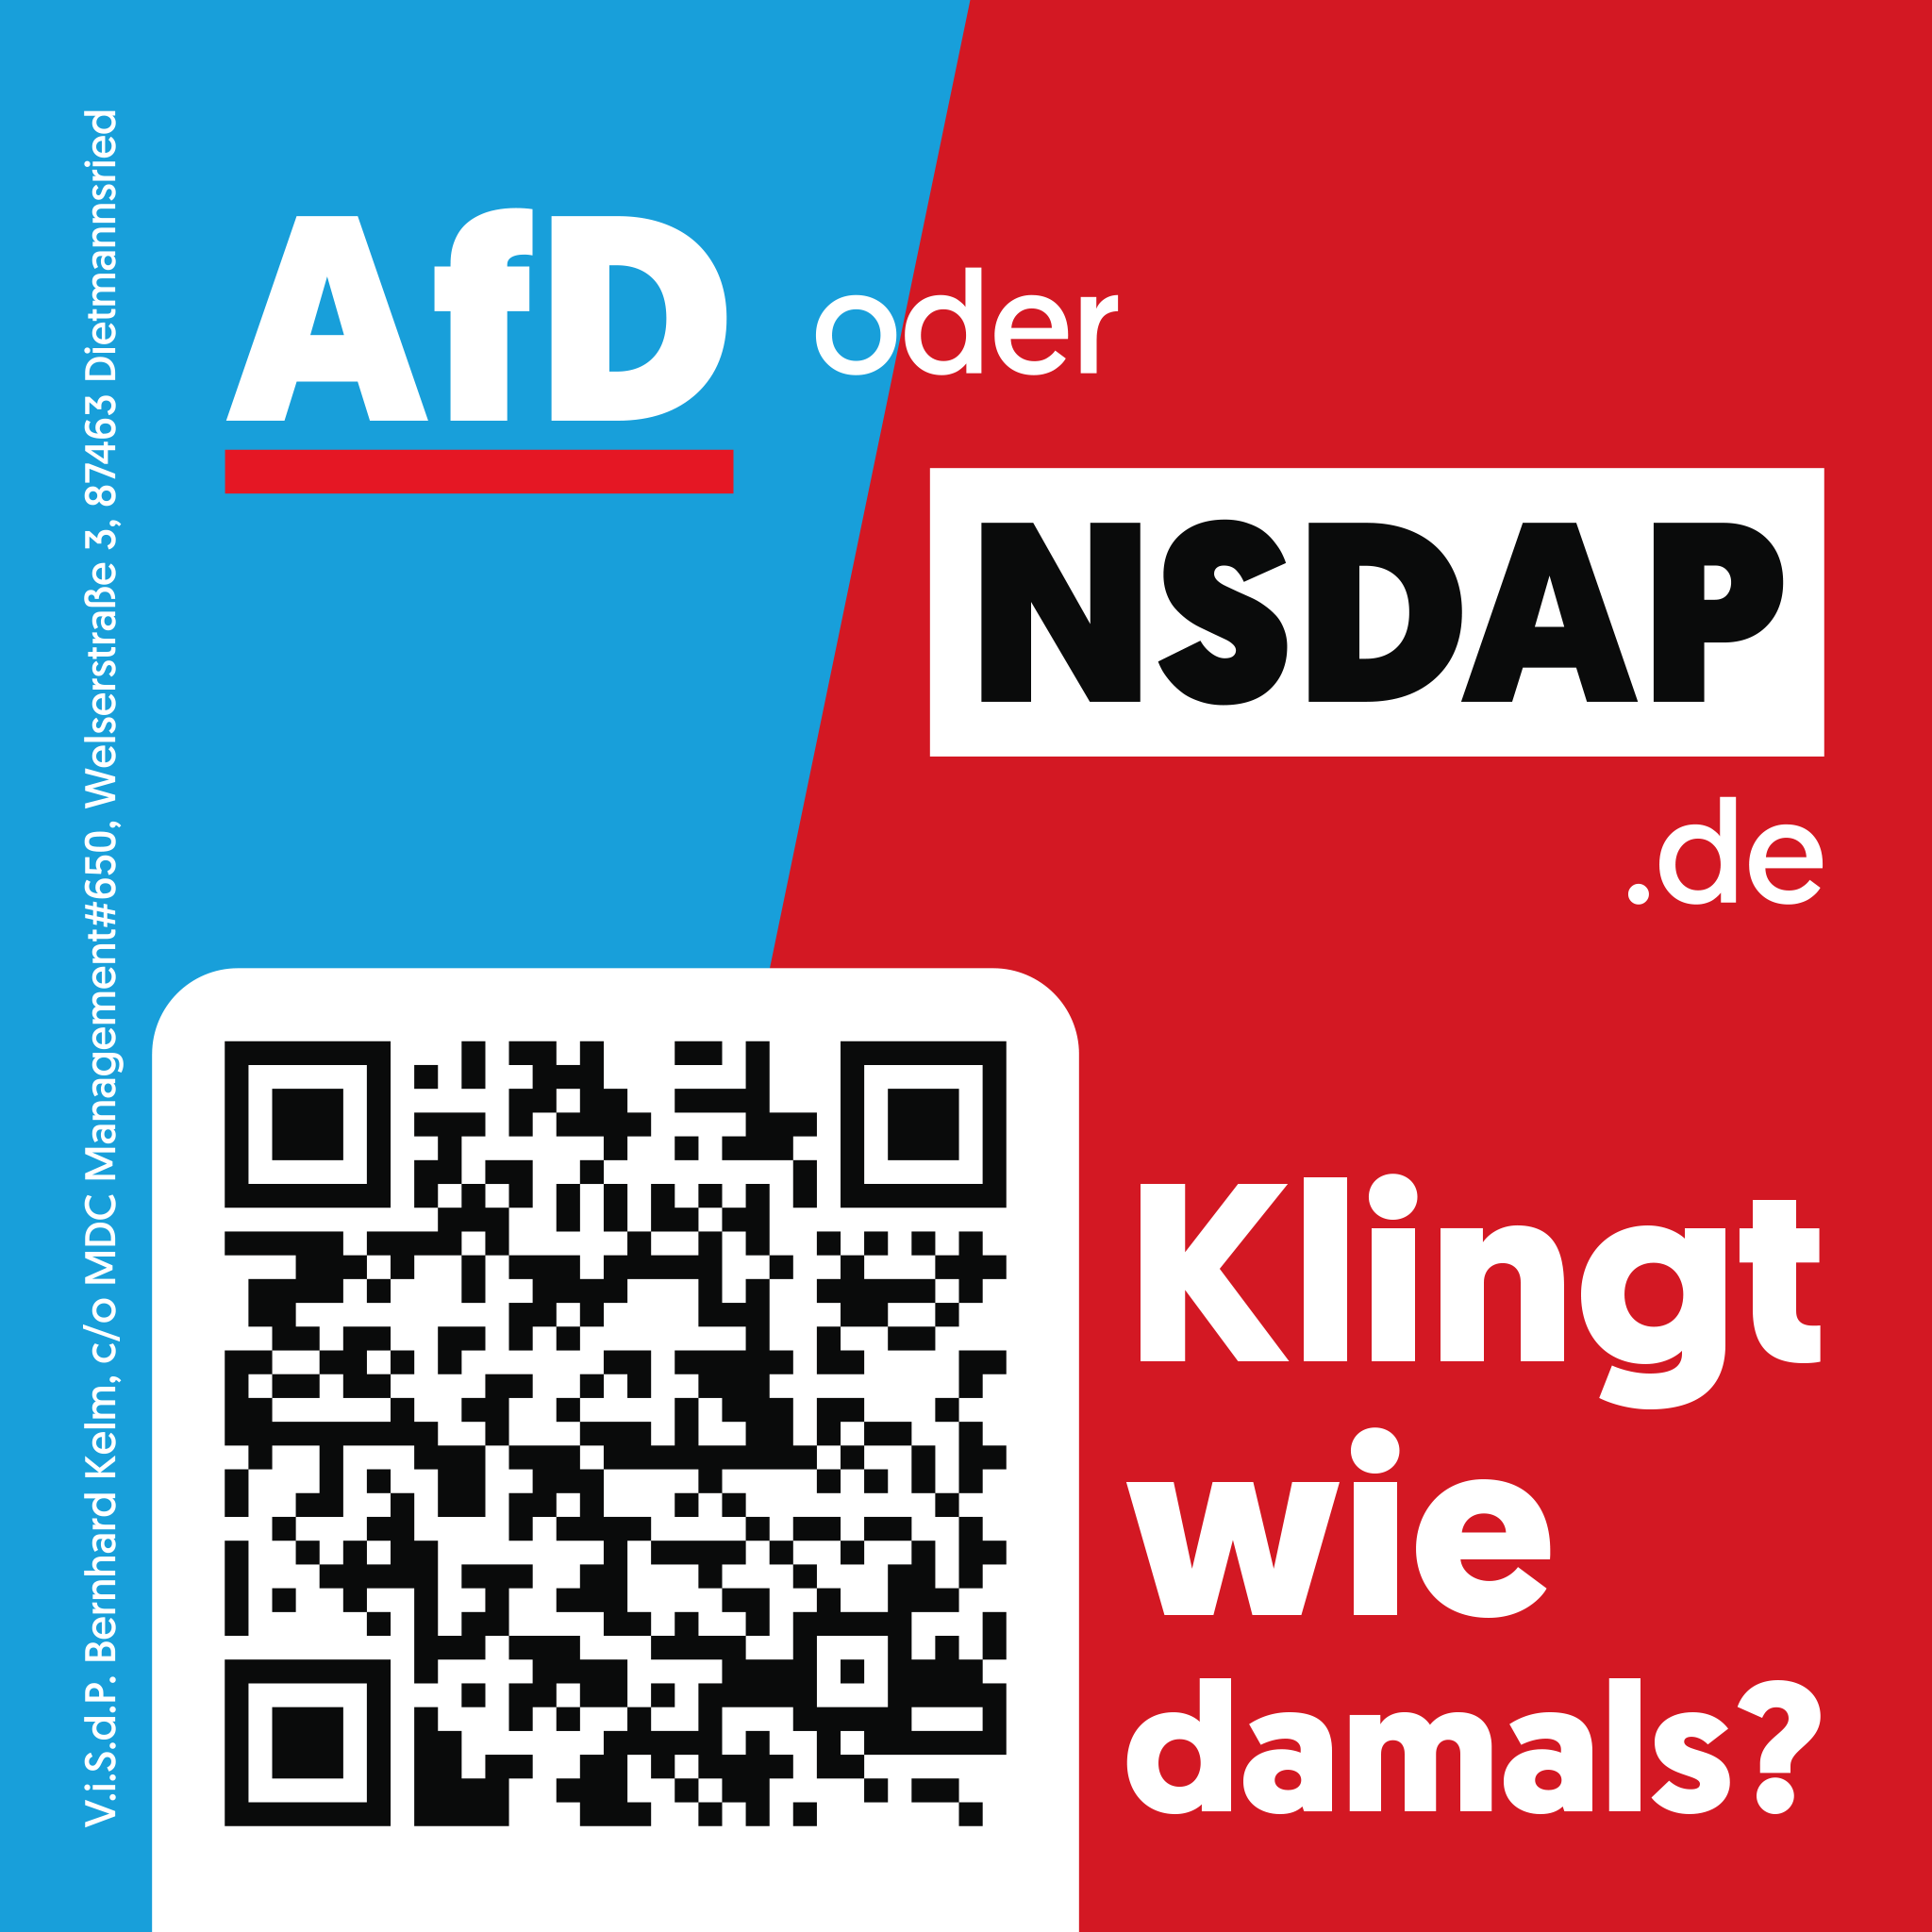 AfD oder
NSDAP
.de
Klingt
wie
damals?
V.i.S.d.P. Bernhard Kelm, c/o MDC Management#650, Welserstraße 3, 87463 Dietmannsried